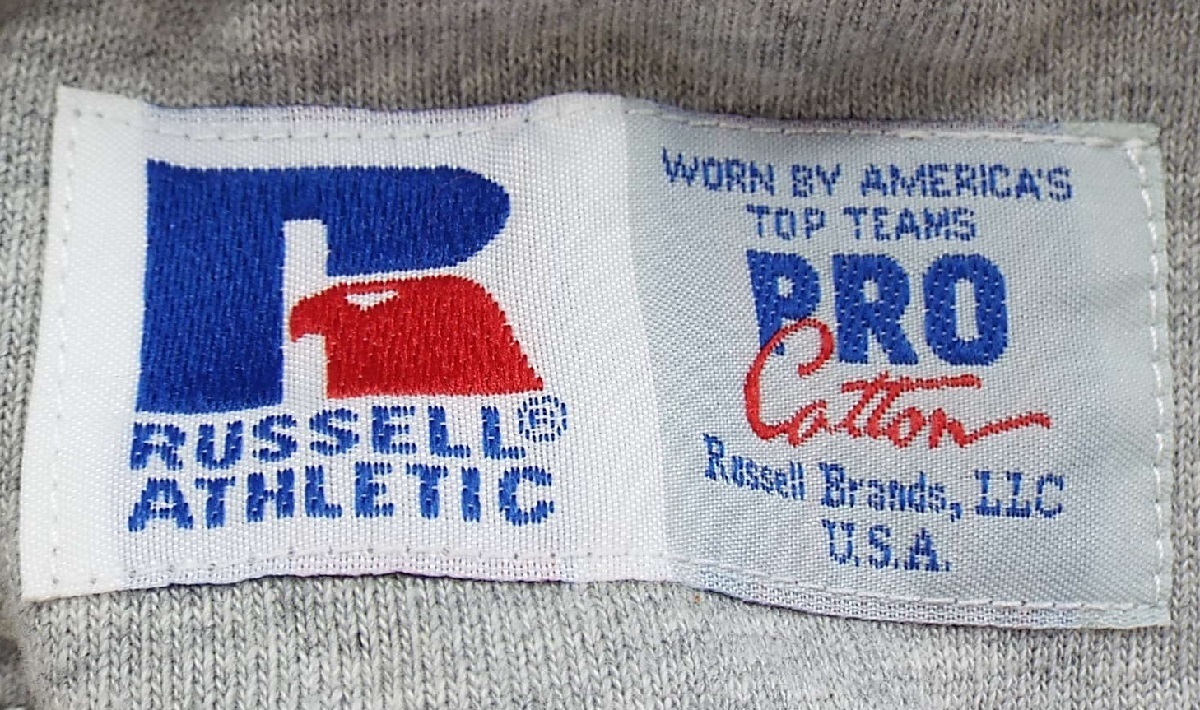 RUSSELL®
ATHLETIC
WORN BY AMERICA'S
TOP TEAMS
PRO
Cotton
Russell Brands, LLC
U.S.A.